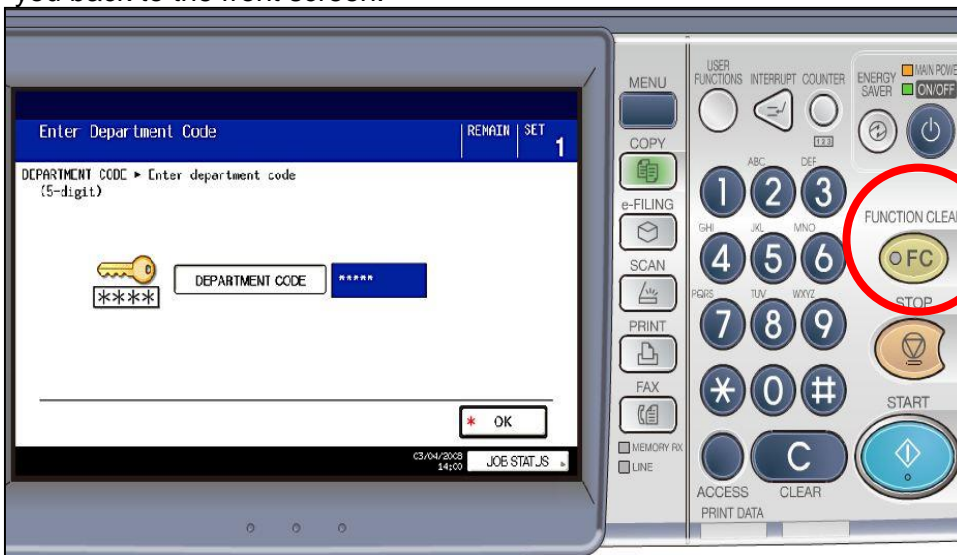 you back to the front screen.
Enter Department Code
REMAIN SET
1
DEPARTMENT CODE ► Enter department code
(5-digit)
****
DEPARTMENT CODE
*****
* OK
03/04/2008
14:00
JOB STATUS
MENU
COPY
e-FILING
SCAN
PRINT
FAX
MEMORY RX
LINE
USER
FUNCTIONS INTERRUPT COUNTER
123
ENERGY
SAVER
MAIN POWE
ON/OFF
ABC DEF
1 2 3
GHI JKL MNO
4 5 6
PQRS TUV WXYZ
7 8 9
* 0 #
C
ACCESS CLEAR
PRINT DATA
FUNCTION CLEA
FC
STOP
START